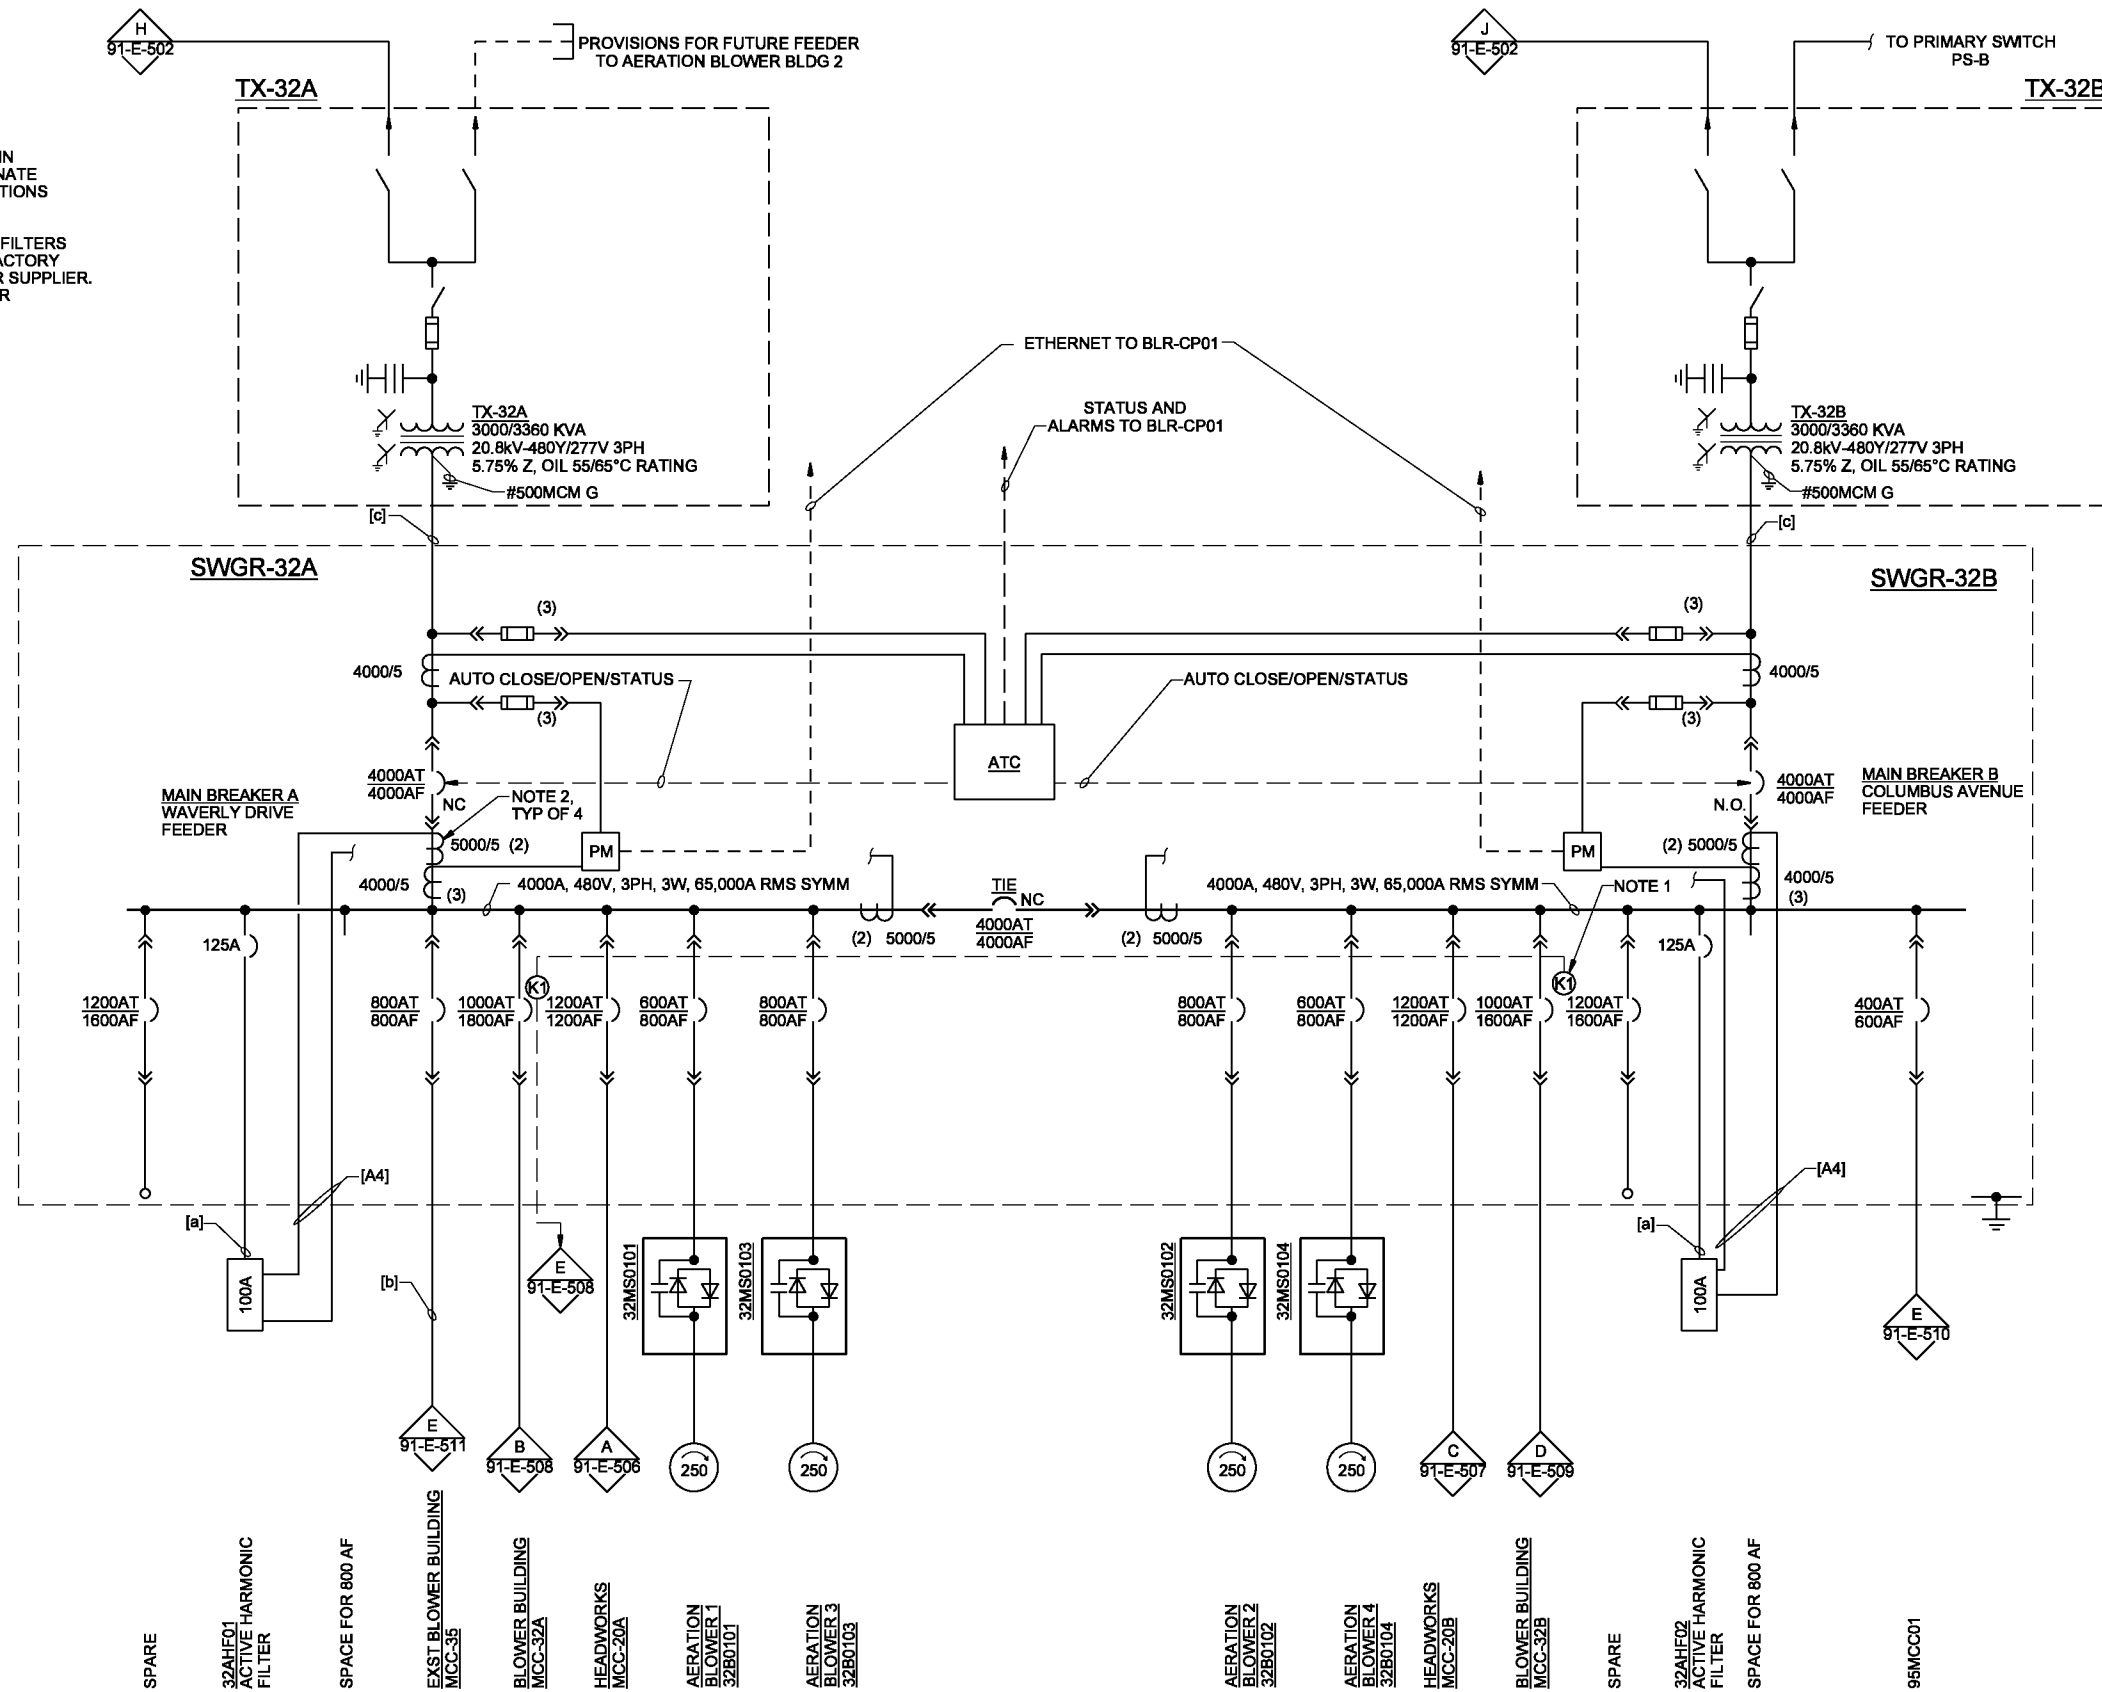 H
91-E-502
PROVISIONS FOR FUTURE FEEDER
TO AERATION BLOWER BLDG 2
J
91-E-502
TO PRIMARY SWITCH
PS-B
TX-32A
TX-32B
IN
NATE
TIONS
FILTERS
ACTORY
R SUPPLIER.
R
ETHERNET TO BLR-CP01
STATUS AND
ALARMS TO BLR-CP01
TX-32A
3000/3360 KVA
20.8kV-480Y/277V 3PH
5.75% Z, OIL 55/65°C RATING
#500MCM G
TX-32B
3000/3360 KVA
20.8kV-480Y/277V 3PH
5.75% Z, OIL 55/65°C RATING
#500MCM G
[c]
[c]
SWGR-32A
SWGR-32B
(3)
(3)
4000/5
AUTO CLOSE/OPEN/STATUS
AUTO CLOSE/OPEN/STATUS
4000/5
(3)
(3)
ATC
4000AT
4000AF
NC
MAIN BREAKER A
WAVERLY DRIVE
FEEDER
NOTE 2,
TYP OF 4
N.O.
4000AT
4000AF
MAIN BREAKER B
COLUMBUS AVENUE
FEEDER
5000/5 (2)
PM
PM
(2) 5000/5
4000/5
(3)
4000A, 480V, 3PH, 3W, 65,000A RMS SYMM
TIE
NC
4000AT
4000AF
4000A, 480V, 3PH, 3W, 65,000A RMS SYMM
NOTE 1
4000/5
(3)
125A
(2) 5000/5
(2) 5000/5
125A
K1
K1
1200AT
1600AF
800AT
800AF
1000AT
1800AF
1200AT
1200AF
600AT
800AF
800AT
800AF
800AT
800AF
600AT
800AF
1200AT
1200AF
1000AT
1600AF
1200AT
1600AF
400AT
600AF
[A4]
[A4]
[a]
[a]
[b]
100A
E
91-E-508
32MS0101
32MS0103
32MS0102
32MS0104
100A
E
91-E-510
E
91-E-511
B
91-E-508
A
91-E-506
250
250
250
250
C
91-E-507
D
91-E-509
SPARE
32AHF01
ACTIVE HARMONIC
FILTER
SPACE FOR 800 AF
EXST BLOWER BUILDING
MCC-35
BLOWER BUILDING
MCC-32A
HEADWORKS
MCC-20A
AERATION
BLOWER 1
32B0101
AERATION
BLOWER 3
32B0103
AERATION
BLOWER 2
32B0102
AERATION
BLOWER 4
32B0104
HEADWORKS
MCC-20B
BLOWER BUILDING
MCC-32B
SPARE
32AHF02
ACTIVE HARMONIC
FILTER
SPACE FOR 800 AF
95MCC01